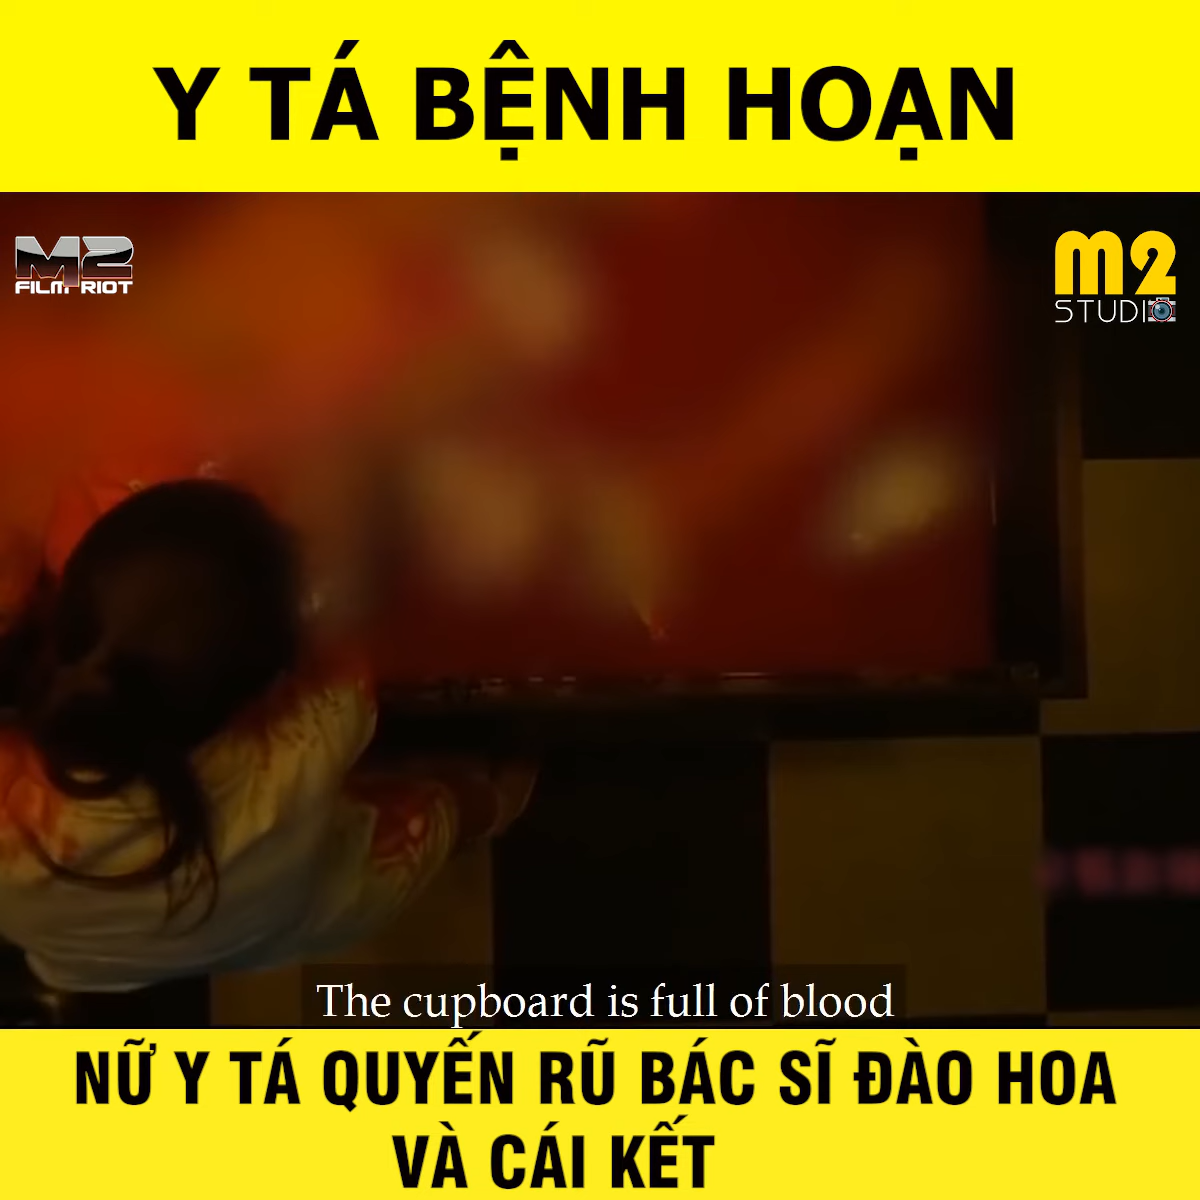 Y TÁ BỆNH HOẠN
M2
FILM RIOT
M2
STUDIO
The cupboard is full of blood
NỮ Y TÁ QUYẾN RŨ BÁC SĨ ĐÀO HOA
VÀ CÁI KẾT